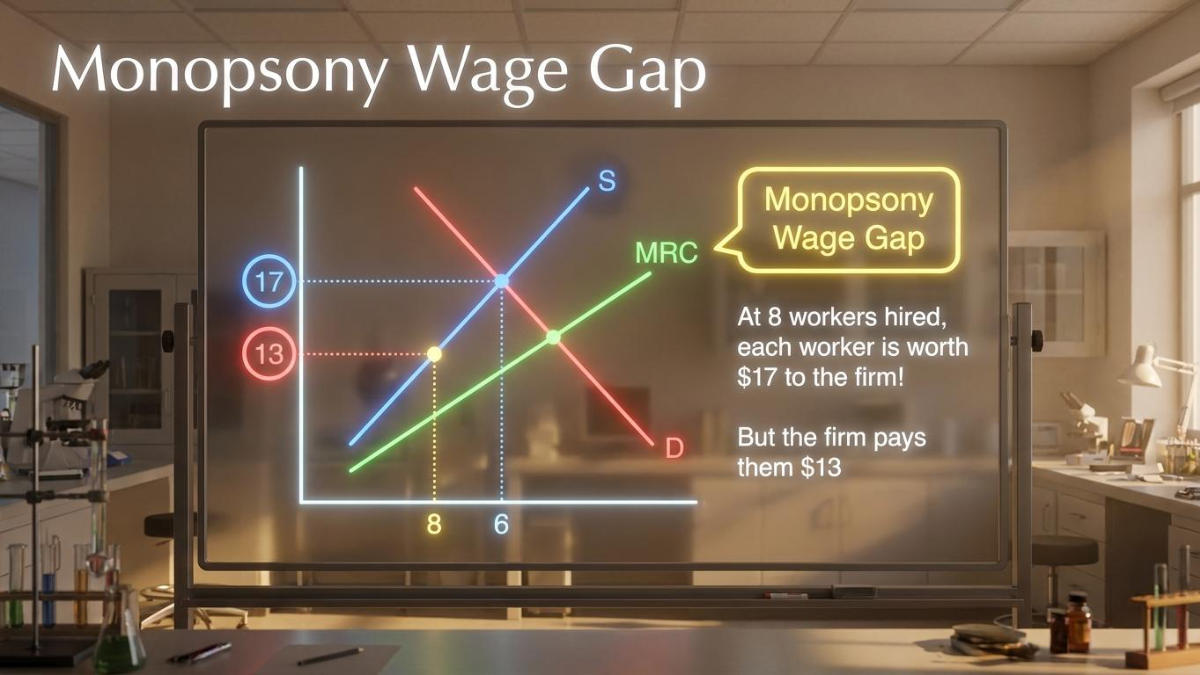 Monopsony Wage Gap
S
MRC
Monopsony
Wage Gap
17
13
At 8 workers hired,
each worker is worth
$17 to the firm!
But the firm pays
them $13
D
8
6